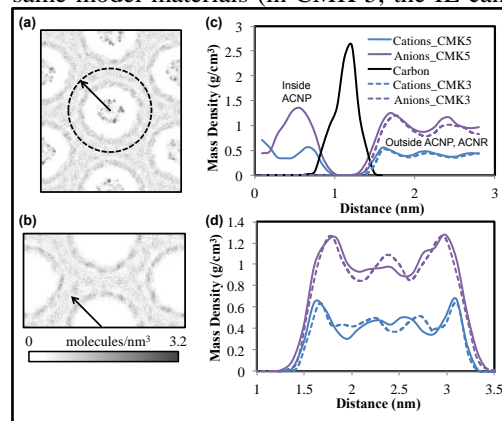 same model materials (in CMK-5, the IL can
(a)
(b)
0 molecules/nm³ 3.2
(c)
Mass Density (g/cm³)
3
2.5
2
1.5
1
0.5
0
Cations_CMK5
Anions_CMK5
Carbon
Cations_CMK3
Anions_CMK3
Inside
ACNP
Outside ACNP, ACNR
0 1 2 3
Distance (nm)
(d)
Mass Density (g/cm³)
1.4
1.2
1
0.8
0.6
0.4
0.2
0
1 1.5 2 2.5 3 3.5
Distance (nm)